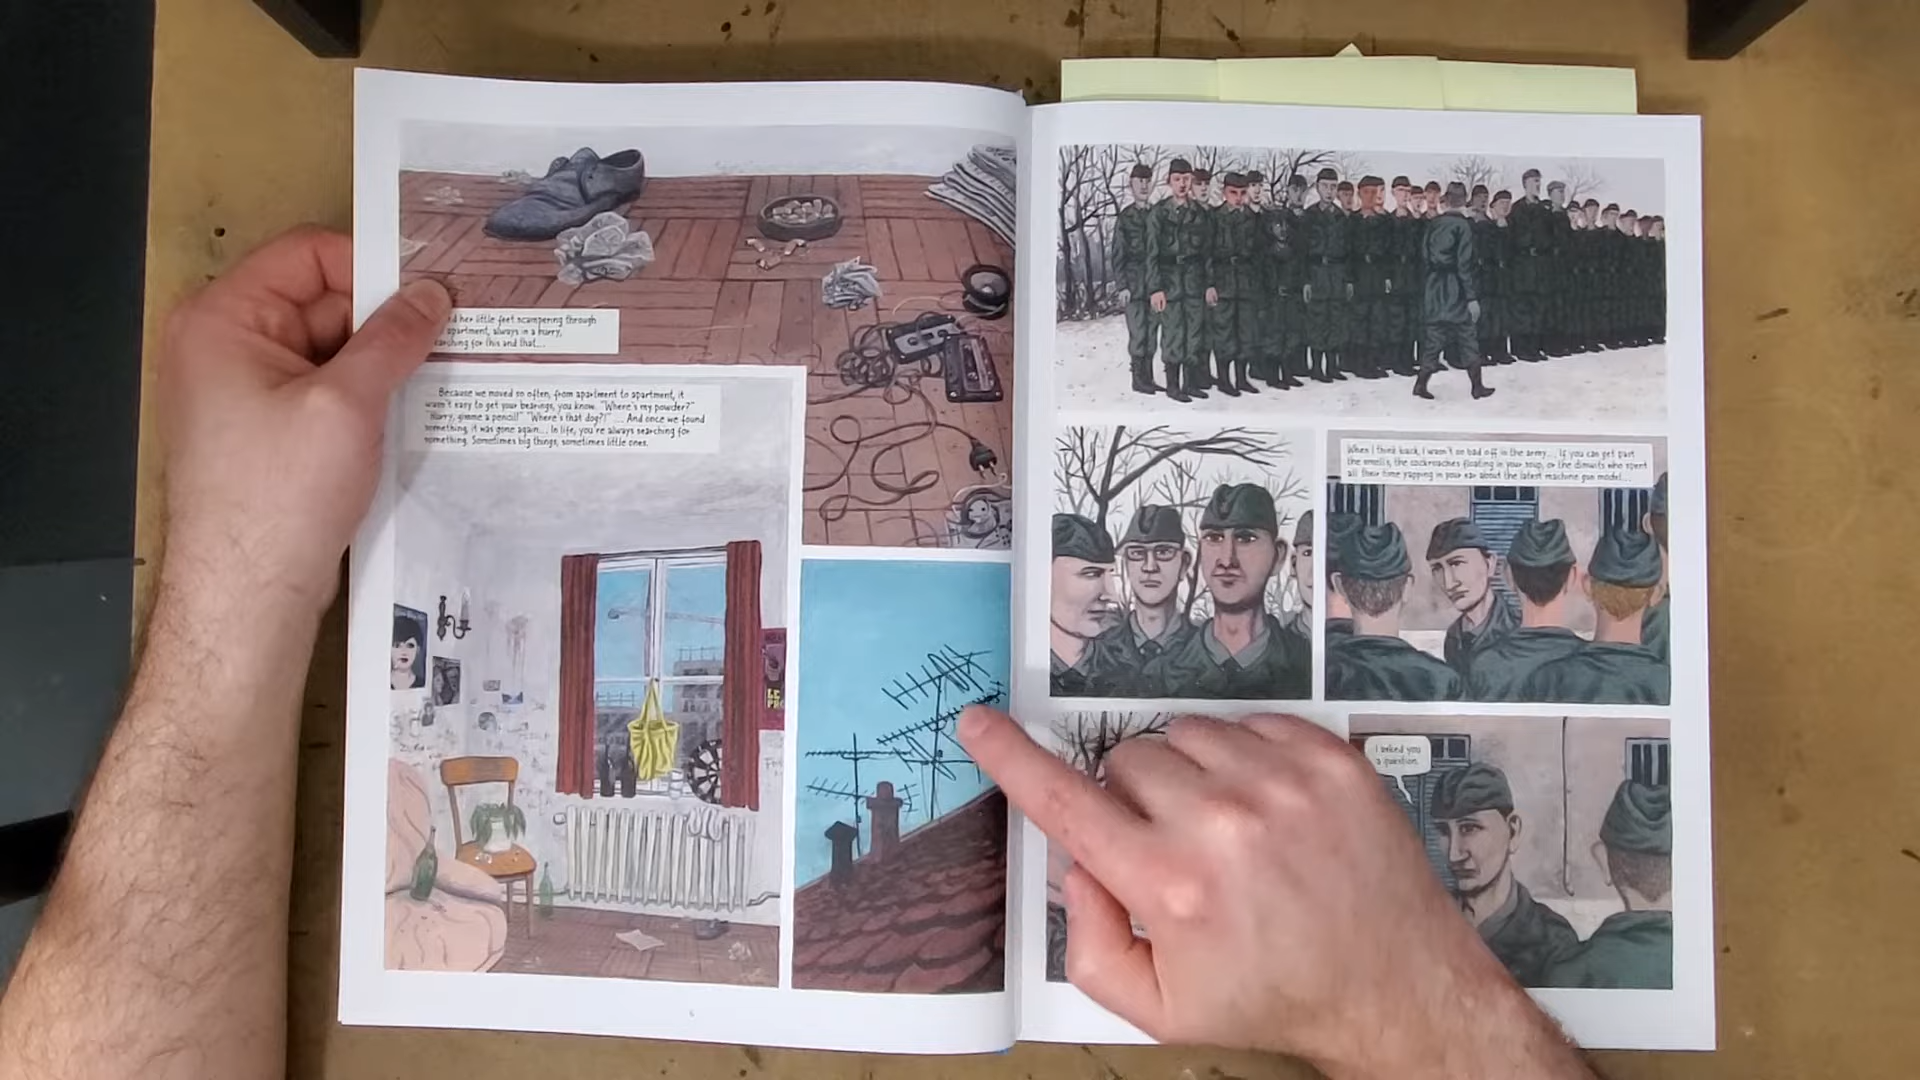 nd her little feet scampering through
apartment, always in a hurry,
arching for this and that...
... Because we moved so often, from apartment to apartment, it
wasn't easy to get your bearings, you know. "Where's my powder?"
"Hurry, gimme a pencil!" "Where's that dog?!" .... And once we found
something, it was gone again... In life, you're always searching for
something. Sometimes big things, sometimes little ones.
LE
PRO
When I think back, I wasn't so bad off in the army... If you can get past
the smells, the cockroaches floating in your soup, or the dimwits who spent
all their time yapping in your ear about the latest machine gun model...
I asked you
a question.